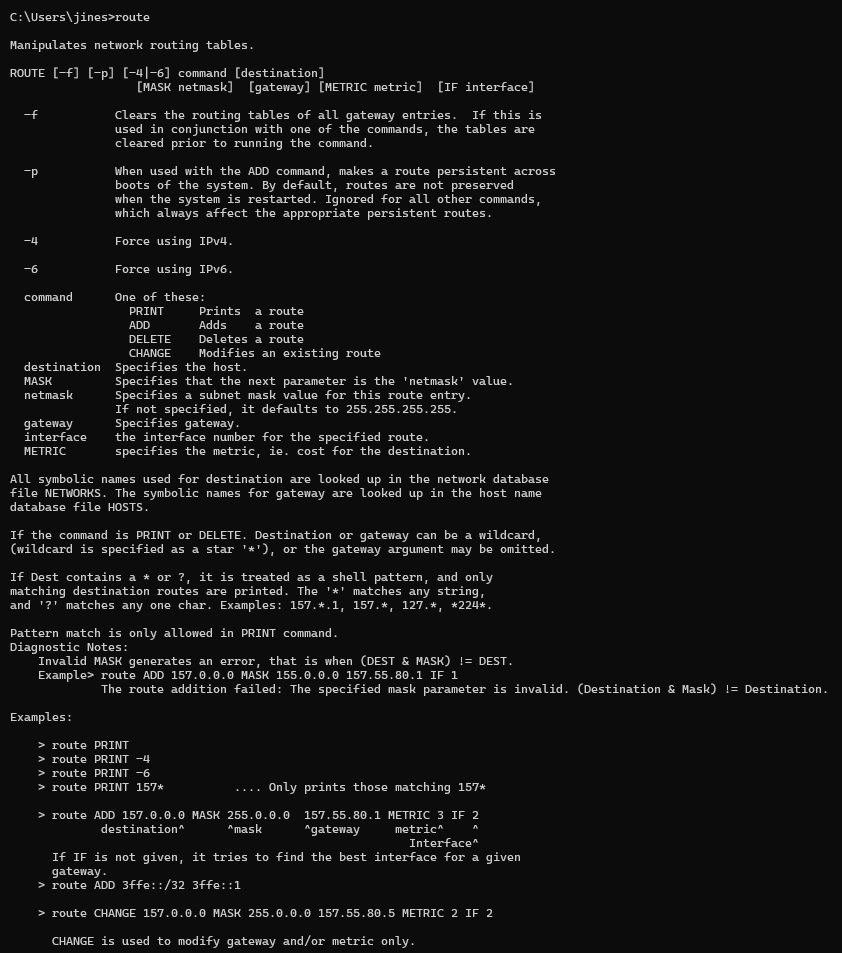 C:\Users\jines>route

Manipulates network routing tables.

ROUTE [-f] [-p] [-4|-6] command [destination]
                  [MASK netmask]  [gateway] [METRIC metric]  [IF interface]

  -f           Clears the routing tables of all gateway entries.  If this is
               used in conjunction with one of the commands, the tables are
               cleared prior to running the command.

  -p           When used with the ADD command, makes a route persistent across
               boots of the system. By default, routes are not preserved
               when the system is restarted. Ignored for all other commands,
               which always affect the appropriate persistent routes.

  -4           Force using IPv4.

  -6           Force using IPv6.

  command      One of these:
                 PRINT     Prints  a route
                 ADD       Adds    a route
                 DELETE    Deletes a route
                 CHANGE    Modifies an existing route
  destination  Specifies the host.
  MASK         Specifies that the next parameter is the 'netmask' value.
  netmask      Specifies a subnet mask value for this route entry.
               If not specified, it defaults to 255.255.255.255.
  gateway      Specifies gateway.
  interface    the interface number for the specified route.
  METRIC       specifies the metric, ie. cost for the destination.

All symbolic names used for destination are looked up in the network database
file NETWORKS. The symbolic names for gateway are looked up in the host name
database file HOSTS.

If the command is PRINT or DELETE. Destination or gateway can be a wildcard,
(wildcard is specified as a star '*'), or the gateway argument may be omitted.

If Dest contains a * or ?, it is treated as a shell pattern, and only
matching destination routes are printed. The '*' matches any string,
and '?' matches any one char. Examples: 157.*.1, 157.*, 127.*, *224*.

Pattern match is only allowed in PRINT command.
Diagnostic Notes:
    Invalid MASK generates an error, that is when (DEST & MASK) != DEST.
    Example> route ADD 157.0.0.0 MASK 155.0.0.0 157.55.80.1 IF 1
             The route addition failed: The specified mask parameter is invalid. (Destination & Mask) != Destination.

Examples:

    > route PRINT
    > route PRINT -4
    > route PRINT -6
    > route PRINT 157*          .... Only prints those matching 157*

    > route ADD 157.0.0.0 MASK 255.0.0.0  157.55.80.1 METRIC 3 IF 2
             destination^      ^mask      ^gateway     metric^    ^
                                                         Interface^
      If IF is not given, it tries to find the best interface for a given
      gateway.
    > route ADD 3ffe::/32 3ffe::1

    > route CHANGE 157.0.0.0 MASK 255.0.0.0 157.55.80.5 METRIC 2 IF 2

      CHANGE is used to modify gateway and/or metric only.